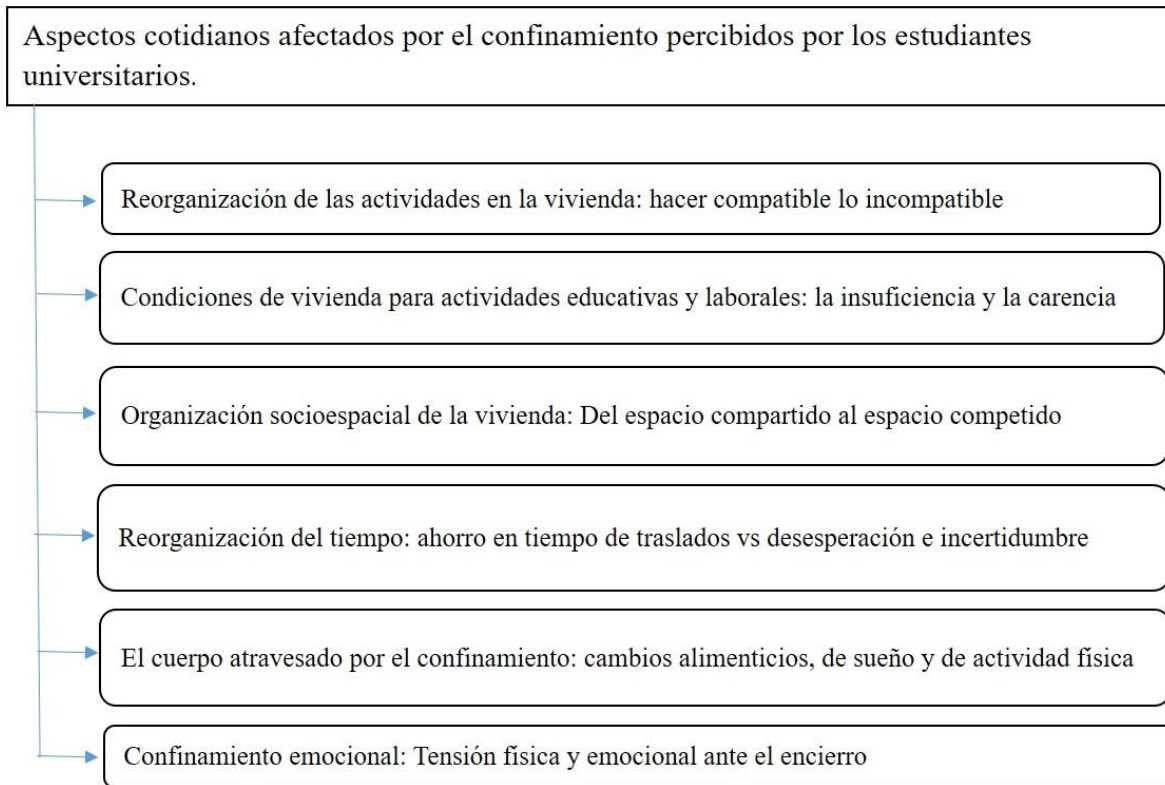 Aspectos cotidianos afectados por el confinamiento percibidos por los estudiantes
universitarios.
Reorganización de las actividades en la vivienda: hacer compatible lo incompatible
Condiciones de vivienda para actividades educativas y laborales: la insuficiencia y la carencia
Organización socioespacial de la vivienda: Del espacio compartido al espacio competido
Reorganización del tiempo: ahorro en tiempo de traslados vs desesperación e incertidumbre
El cuerpo atravesado por el confinamiento: cambios alimenticios, de sueño y de actividad física
Confinamiento emocional: Tensión física y emocional ante el encierro